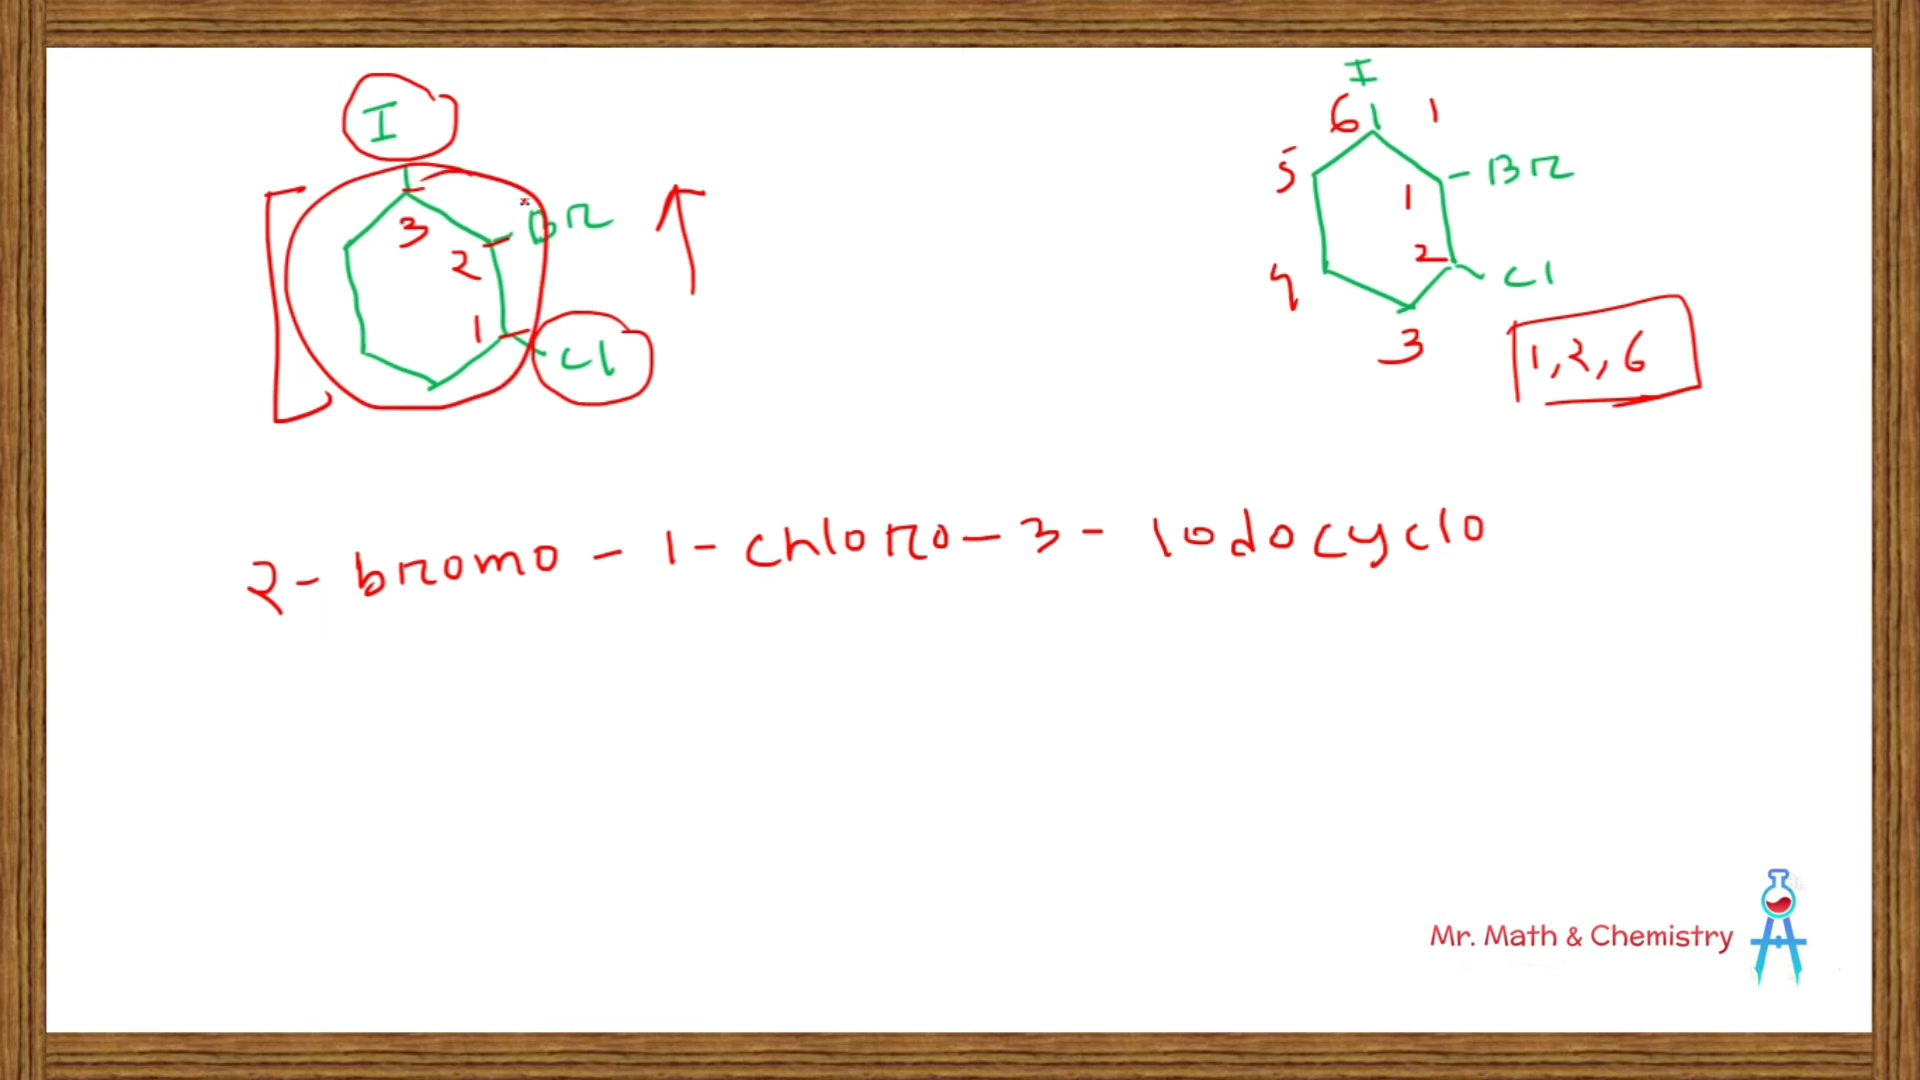 I
I
6 1
5
Br
Br
3
1
2
2
Cl
4
1
Cl
3
1,2,6
2-bromo-1-chloro-3-Iodocyclo
Mr. Math & Chemistry